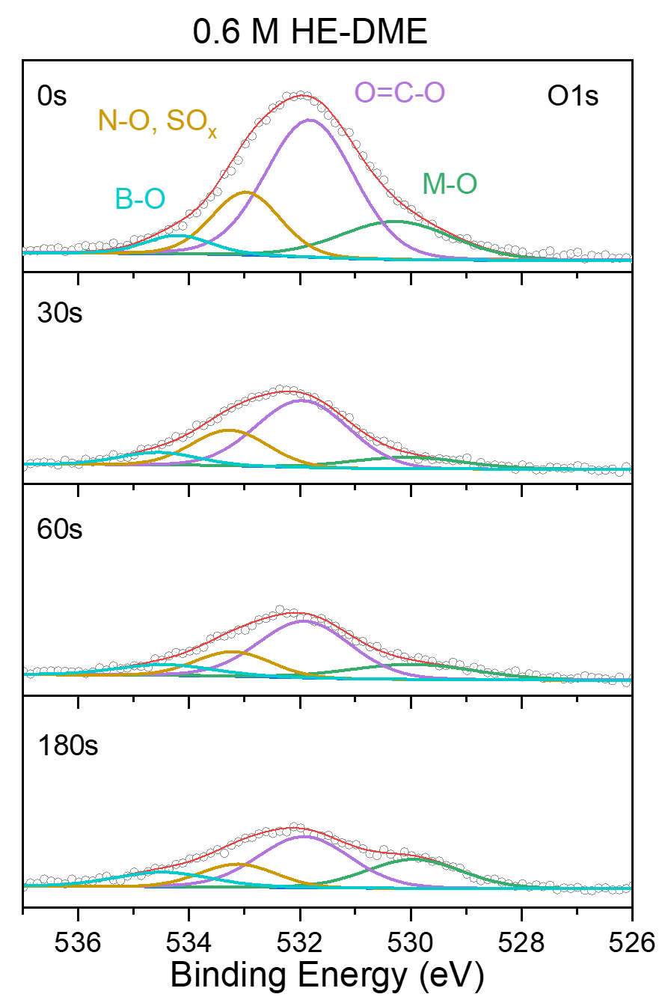 0.6 M HE-DME
0s
O=C-O
O1s
N-O, SOₓ
M-O
B-O
30s
60s
180s
536 534 532 530 528 526
Binding Energy (eV)